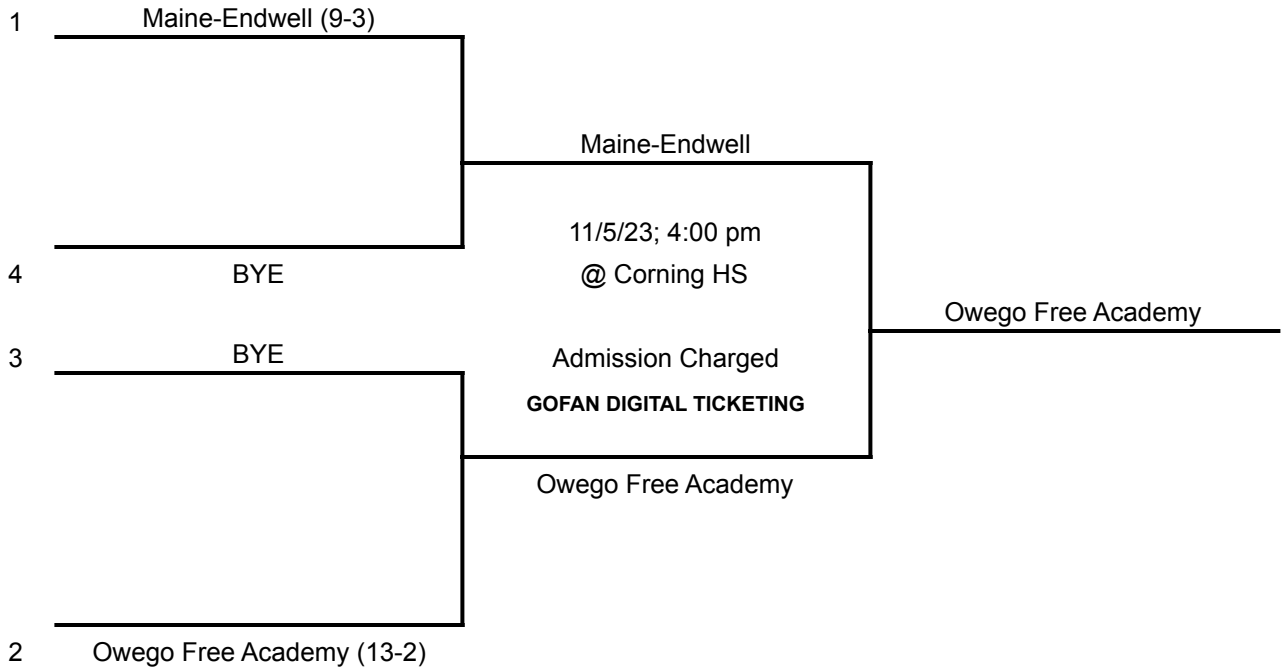 1 Maine-Endwell (9-3)
Maine-Endwell
11/5/23; 4:00 pm
4 BYE @ Corning HS
Owego Free Academy
3 BYE Admission Charged
GOFAN DIGITAL TICKETING
Owego Free Academy
2 Owego Free Academy (13-2)